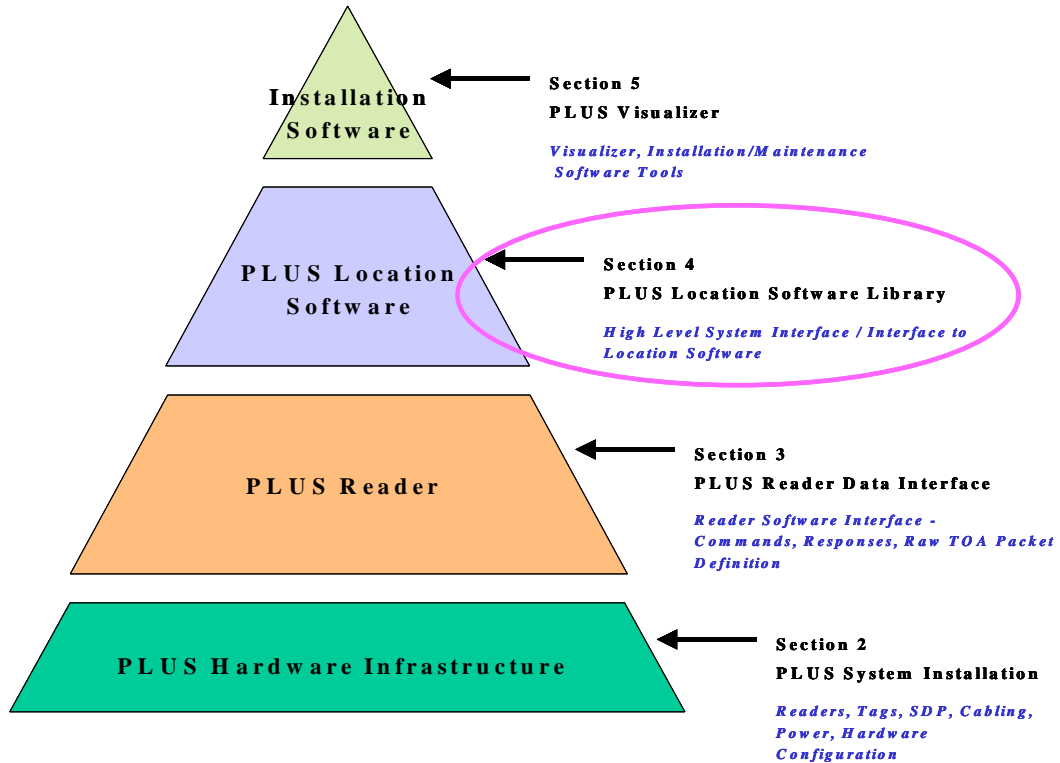 Installation
Software
Section 5
PLUS Visualizer
Visualizer, Installation/Maintenance
Software Tools
PLUS Location
Software
Section 4
PLUS Location Software Library
High Level System Interface / Interface to
Location Software
PLUS Reader
Section 3
PLUS Reader Data Interface
Reader Software Interface -
Commands, Responses, Raw TOA Packet
Definition
PLUS Hardware Infrastructure
Section 2
PLUS System Installation
Readers, Tags, SDP, Cabling,
Power, Hardware
Configuration